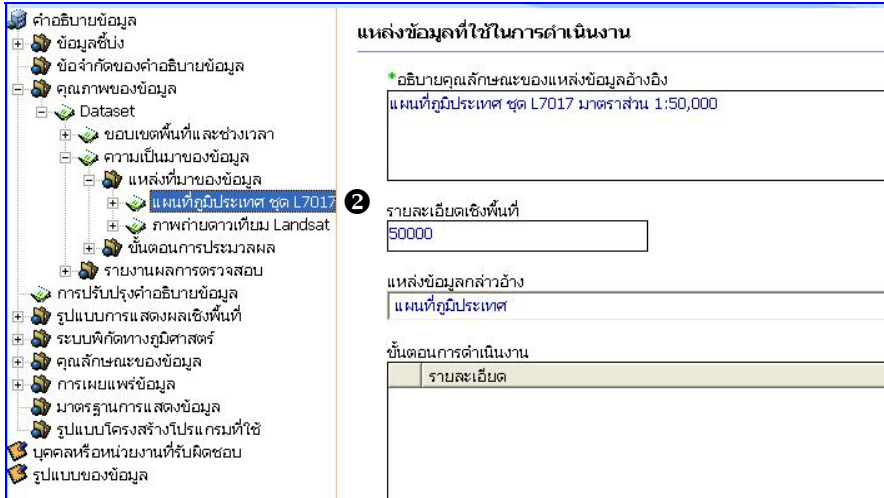 คำอธิบายข้อมูล
ข้อมูลชี้บ่ง
ข้อจำกัดของคำอธิบายข้อมูล
คุณภาพของข้อมูล
Dataset
ขอบเขตพื้นที่และช่วงเวลา
ความเป็นมาของข้อมูล
แหล่งที่มาของข้อมูล
แผนที่ภูมิประเทศ ชุด L7017
ภาพถ่ายดาวเทียม Landsat
ขั้นตอนการประมวลผล
รายงานผลการตรวจสอบ
การปรับปรุงคำอธิบายข้อมูล
รูปแบบการแสดงผลเชิงพื้นที่
ระบบพิกัดทางภูมิศาสตร์
คุณลักษณะของข้อมูล
การเผยแพร่ข้อมูล
มาตรฐานการแสดงข้อมูล
รูปแบบโครงสร้างโปรแกรมที่ใช้
บุคคลหรือหน่วยงานที่รับผิดชอบ
รูปแบบของข้อมูล
❷
แหล่งข้อมูลที่ใช้ในการดำเนินงาน
*อธิบายคุณลักษณะของแหล่งข้อมูลอ้างอิง
แผนที่ภูมิประเทศ ชุด L7017 มาตราส่วน 1:50,000
รายละเอียดเชิงพื้นที่
50000
แหล่งข้อมูลกล่าวอ้าง
แผนที่ภูมิประเทศ
ขั้นตอนการดำเนินงาน
รายละเอียด